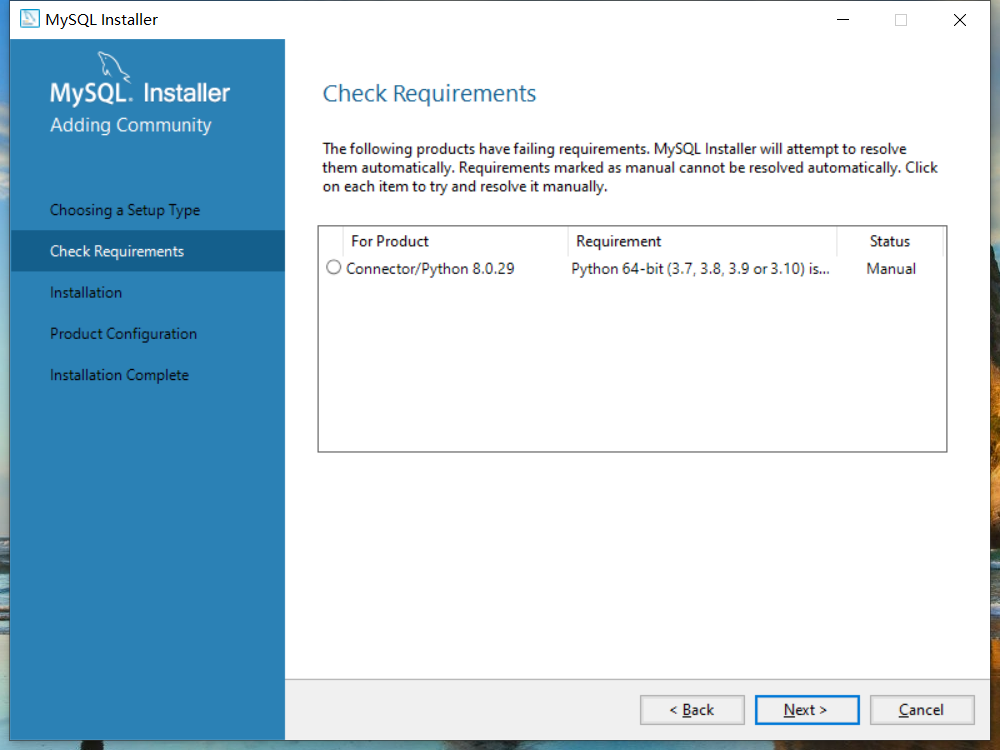 MySQL Installer
MySQL. Installer
Adding Community
Choosing a Setup Type
Check Requirements
Installation
Product Configuration
Installation Complete
Check Requirements
The following products have failing requirements. MySQL Installer will attempt to resolve
them automatically. Requirements marked as manual cannot be resolved automatically. Click
on each item to try and resolve it manually.
For Product Requirement Status
Connector/Python 8.0.29 Python 64-bit (3.7, 3.8, 3.9 or 3.10) is... Manual
< Back Next > Cancel